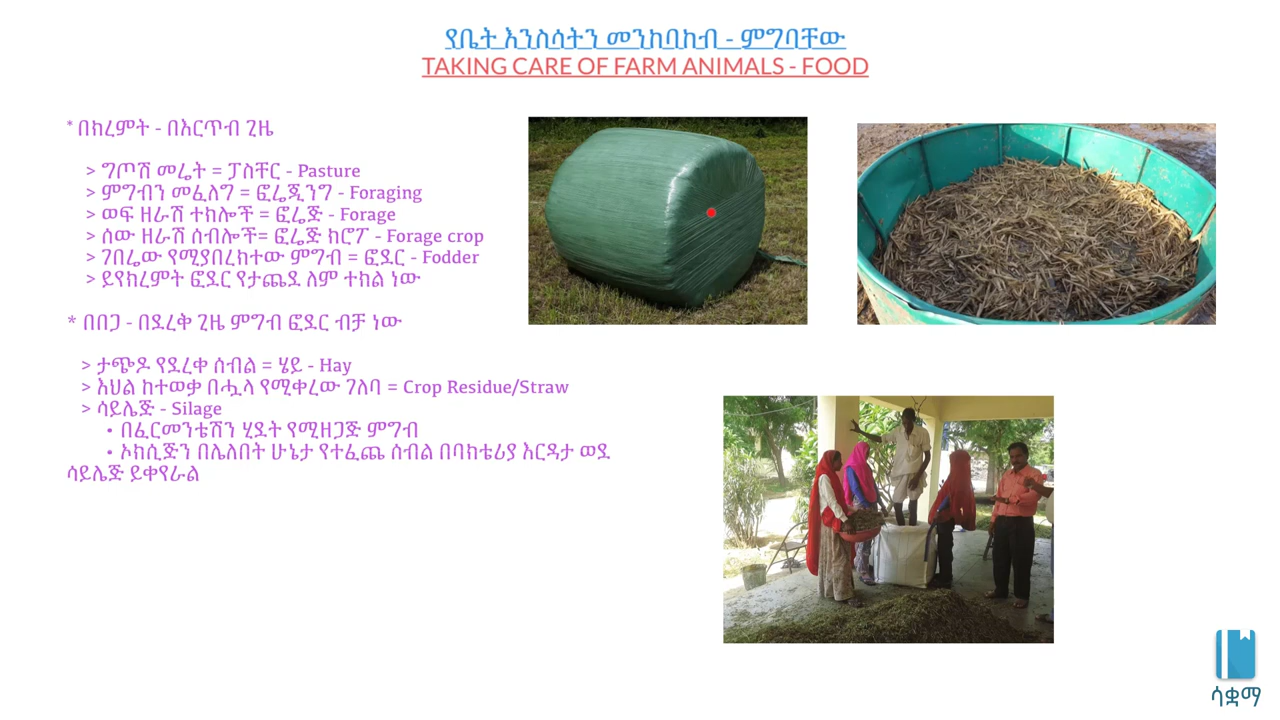 የቤት እንስሳትን መንከባከብ - ምግባቸው
TAKING CARE OF FARM ANIMALS - FOOD
* በክረምት - በእርጥብ ጊዜ
> ግጦሽ መሬት = ፓስቸር - Pasture
> ምግብን መፈለግ = ፎሬጂንግ - Foraging
> ወፍ ዘራሽ ተክሎች = ፎሬጅ - Forage
> ሰው ዘራሽ ሰብሎች= ፎሬጅ ክሮፖ - Forage crop
> ገበሬው የሚያበረክተው ምግብ = ፎደር - Fodder
> ይየክረምት ፎደር የታጨደ ለም ተክል ነው
* በበጋ - በደረቅ ጊዜ ምግብ ፎደር ብቻ ነው
> ታጭዶ የደረቀ ሰብል = ሄይ - Hay
> እህል ከተወቃ በሗላ የሚቀረው ገለባ = Crop Residue/Straw
> ሳይሌጅ - Silage
• በፈርመንቴሽን ሂደት የሚዘጋጅ ምግብ
• ኦክሲጅን በሌለበት ሁኔታ የተፈጨ ሰብል በባክቴሪያ እርዳታ ወደ
ሳይሌጅ ይቀየራል
ሳቋማ